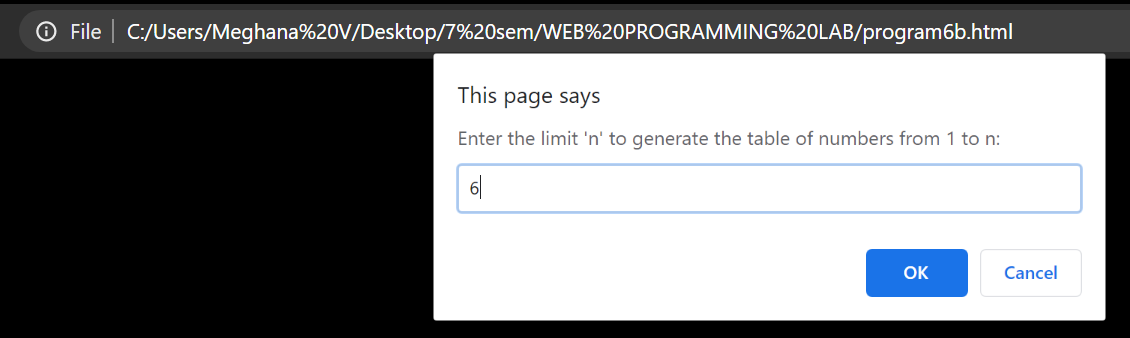 File C:/Users/Meghana%20V/Desktop/7%20sem/WEB%20PROGRAMMING%20LAB/program6b.html
This page says
Enter the limit 'n' to generate the table of numbers from 1 to n:
6
OK Cancel